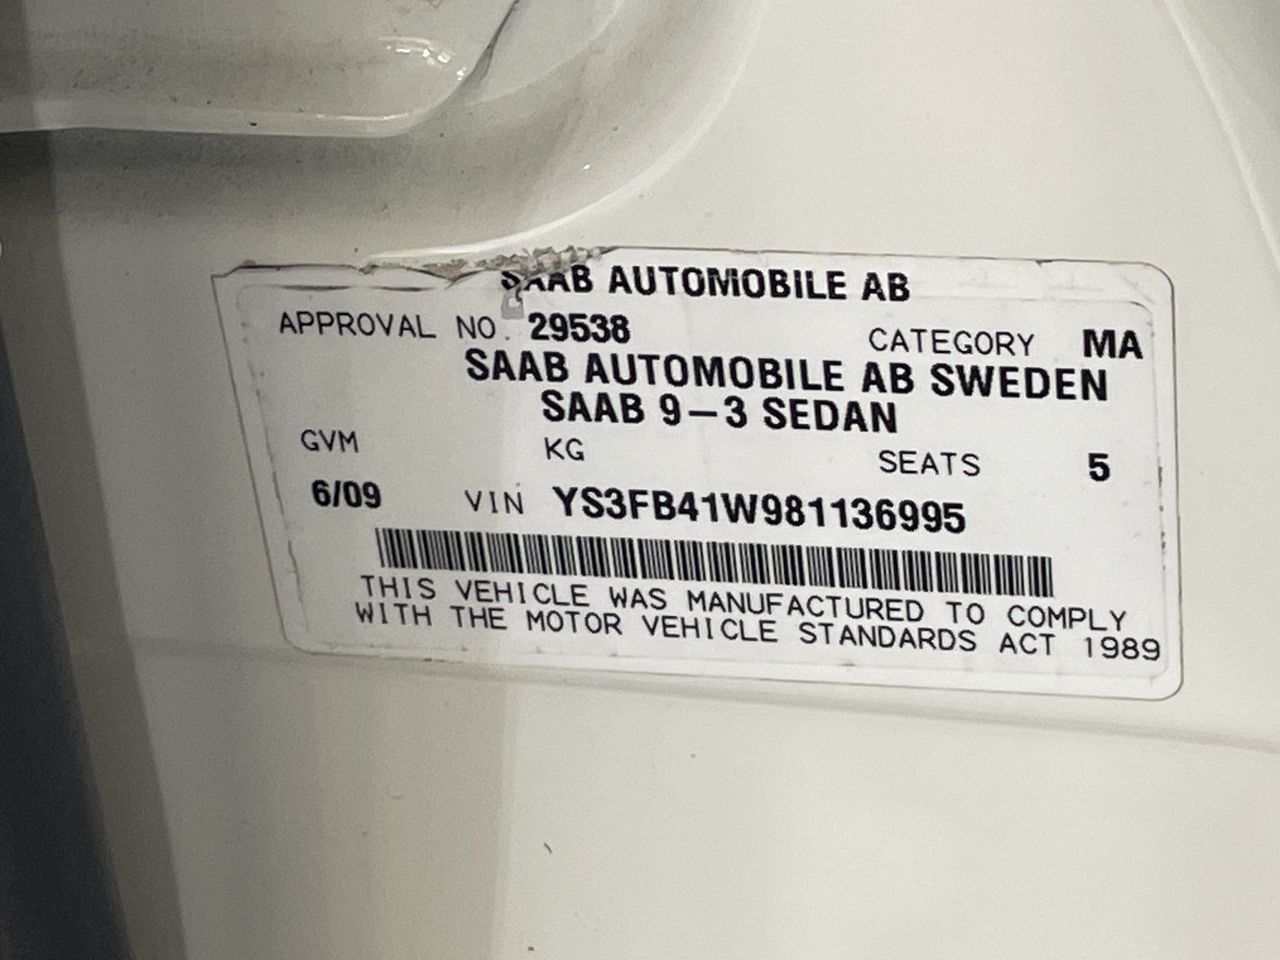 SAAB AUTOMOBILE AB
APPROVAL NO. 29538 CATEGORY MA
SAAB AUTOMOBILE AB SWEDEN
SAAB 9-3 SEDAN
GVM KG SEATS 5
6/09 VIN YS3FB41W981136995
THIS VEHICLE WAS MANUFACTURED TO COMPLY
WITH THE MOTOR VEHICLE STANDARDS ACT 1989